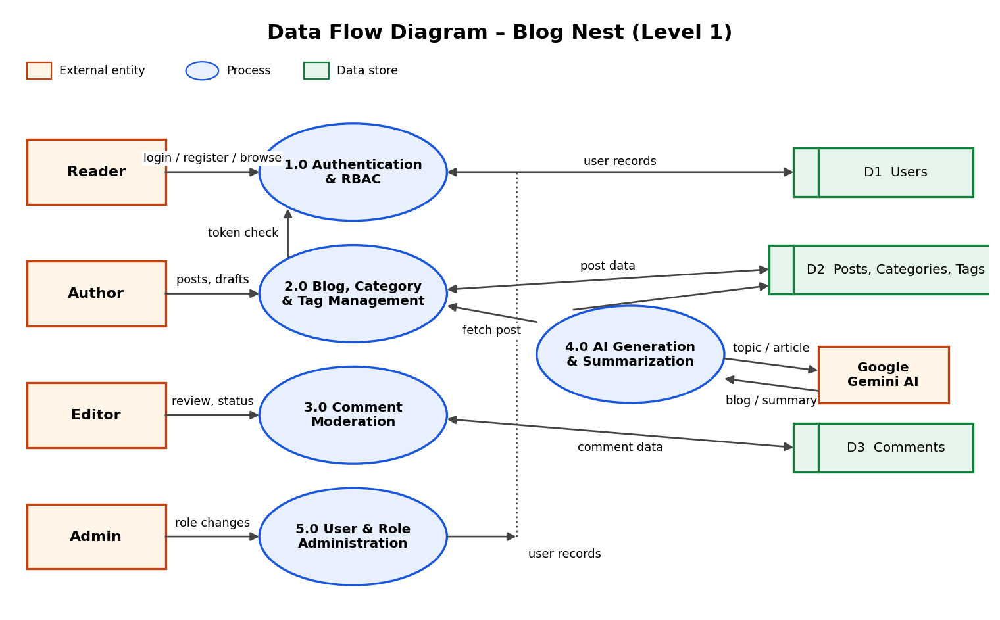 Data Flow Diagram – Blog Nest (Level 1)
External entity
Process
Data store
Reader
login / register / browse
1.0 Authentication
& RBAC
user records
D1  Users
token check
Author
posts, drafts
2.0 Blog, Category
& Tag Management
post data
D2  Posts, Categories, Tags
fetch post
4.0 AI Generation
& Summarization
topic / article
Google
Gemini AI
blog / summary
Editor
review, status
3.0 Comment
Moderation
comment data
D3  Comments
Admin
role changes
5.0 User & Role
Administration
user records